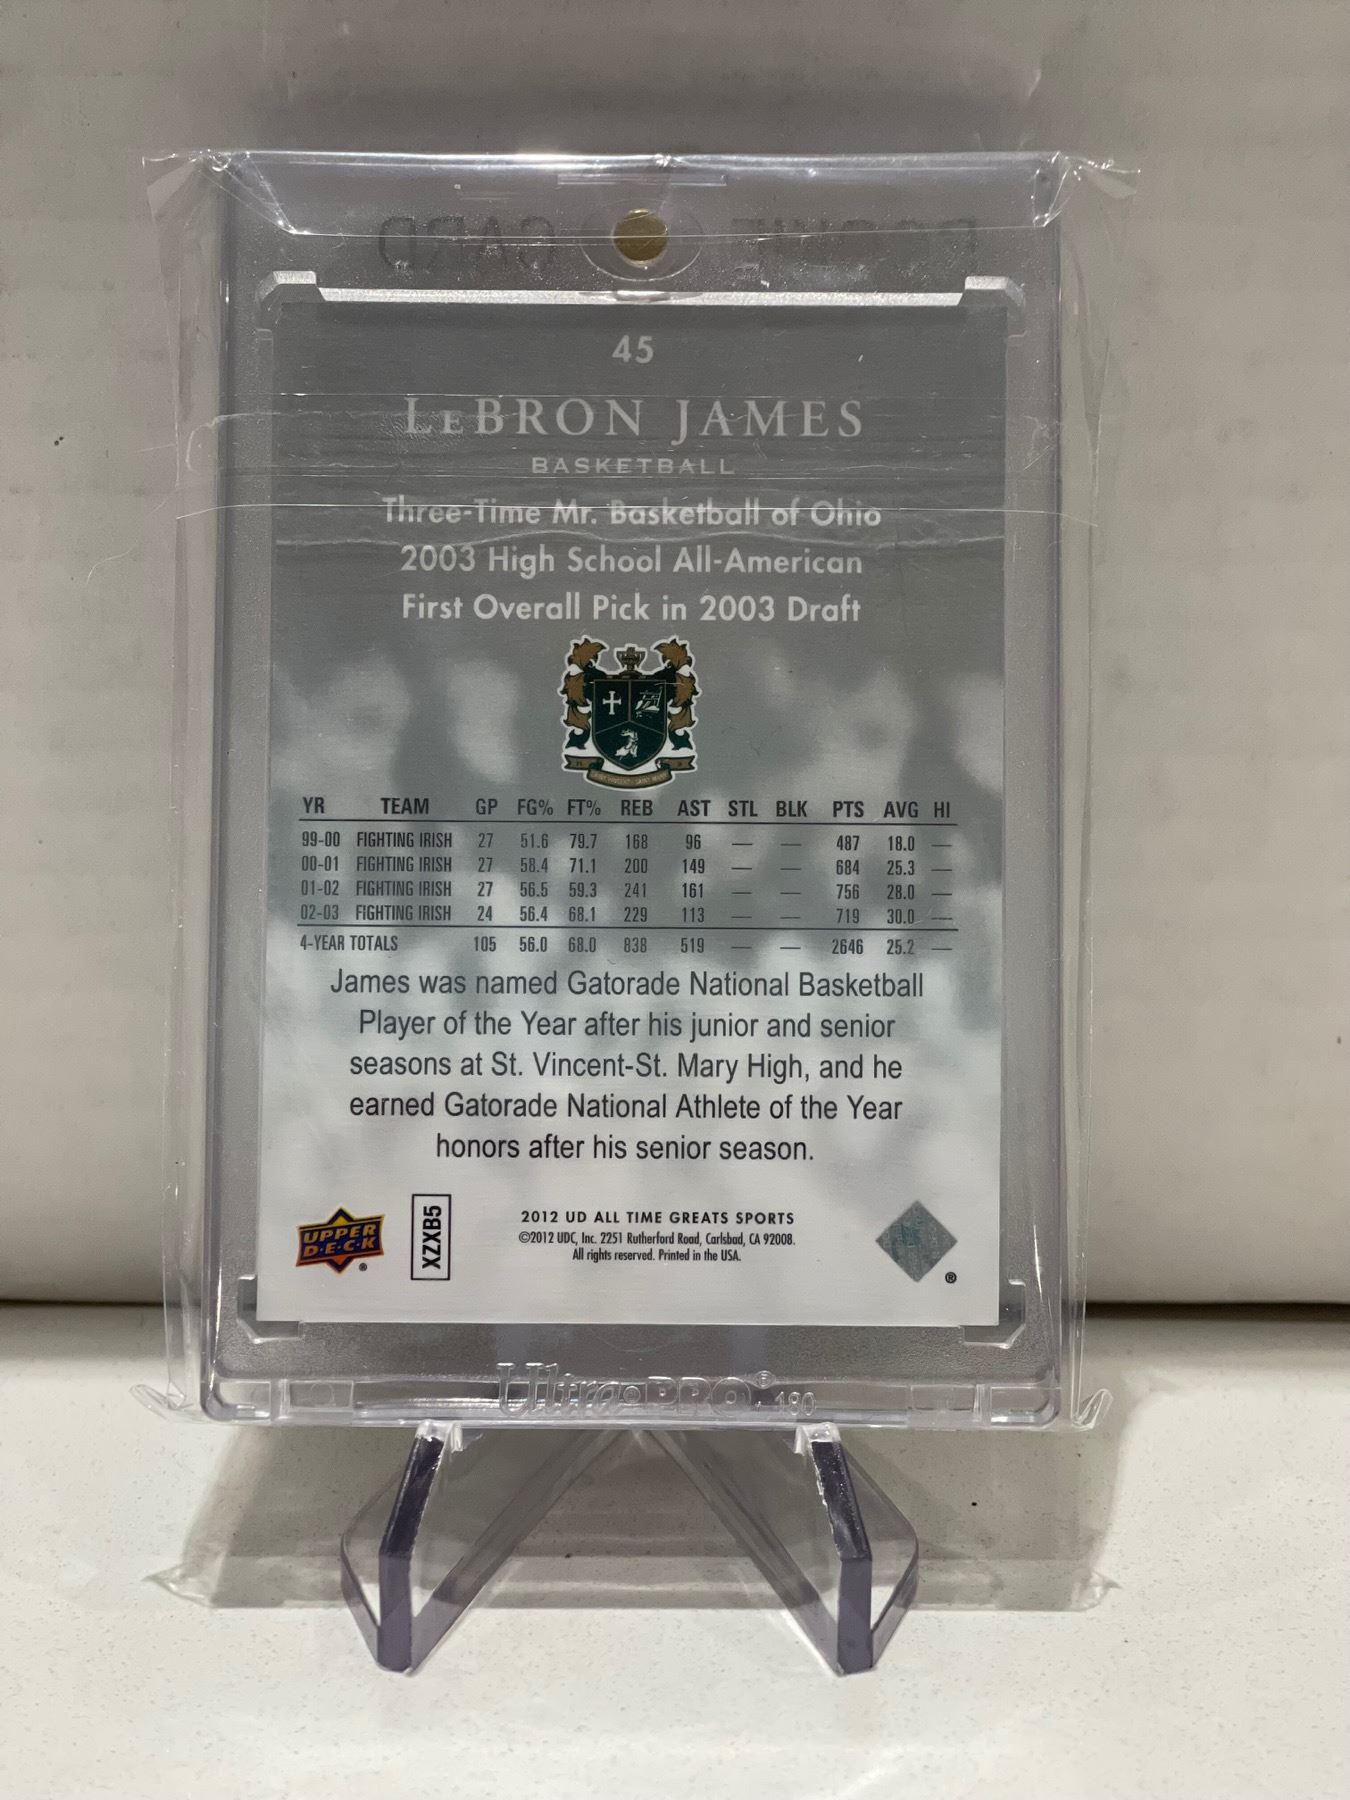 ROOKIE CARD
45
LeBRON JAMES
BASKETBALL
Three-Time Mr. Basketball of Ohio
2003 High School All-American
First Overall Pick in 2003 Draft
YR TEAM GP FG% FT% REB AST STL BLK PTS AVG HI
99-00 FIGHTING IRISH 27 51.6 79.7 168 96 — — 487 18.0 —
00-01 FIGHTING IRISH 27 58.4 71.1 200 149 — — 684 25.3 —
01-02 FIGHTING IRISH 27 56.5 59.3 241 161 — — 756 28.0 —
02-03 FIGHTING IRISH 24 56.4 68.1 229 113 — — 719 30.0 —
4-YEAR TOTALS 105 56.0 68.0 838 519 — — 2646 25.2 —
James was named Gatorade National Basketball
Player of the Year after his junior and senior
seasons at St. Vincent-St. Mary High, and he
earned Gatorade National Athlete of the Year
honors after his senior season.
UPPER
D·E·C·K
®
XZXB5
2012 UD ALL TIME GREATS SPORTS
©2012 UDC, Inc. 2251 Rutherford Road, Carlsbad, CA 92008.
All rights reserved. Printed in the USA.
®
Ultra•PRO® 180